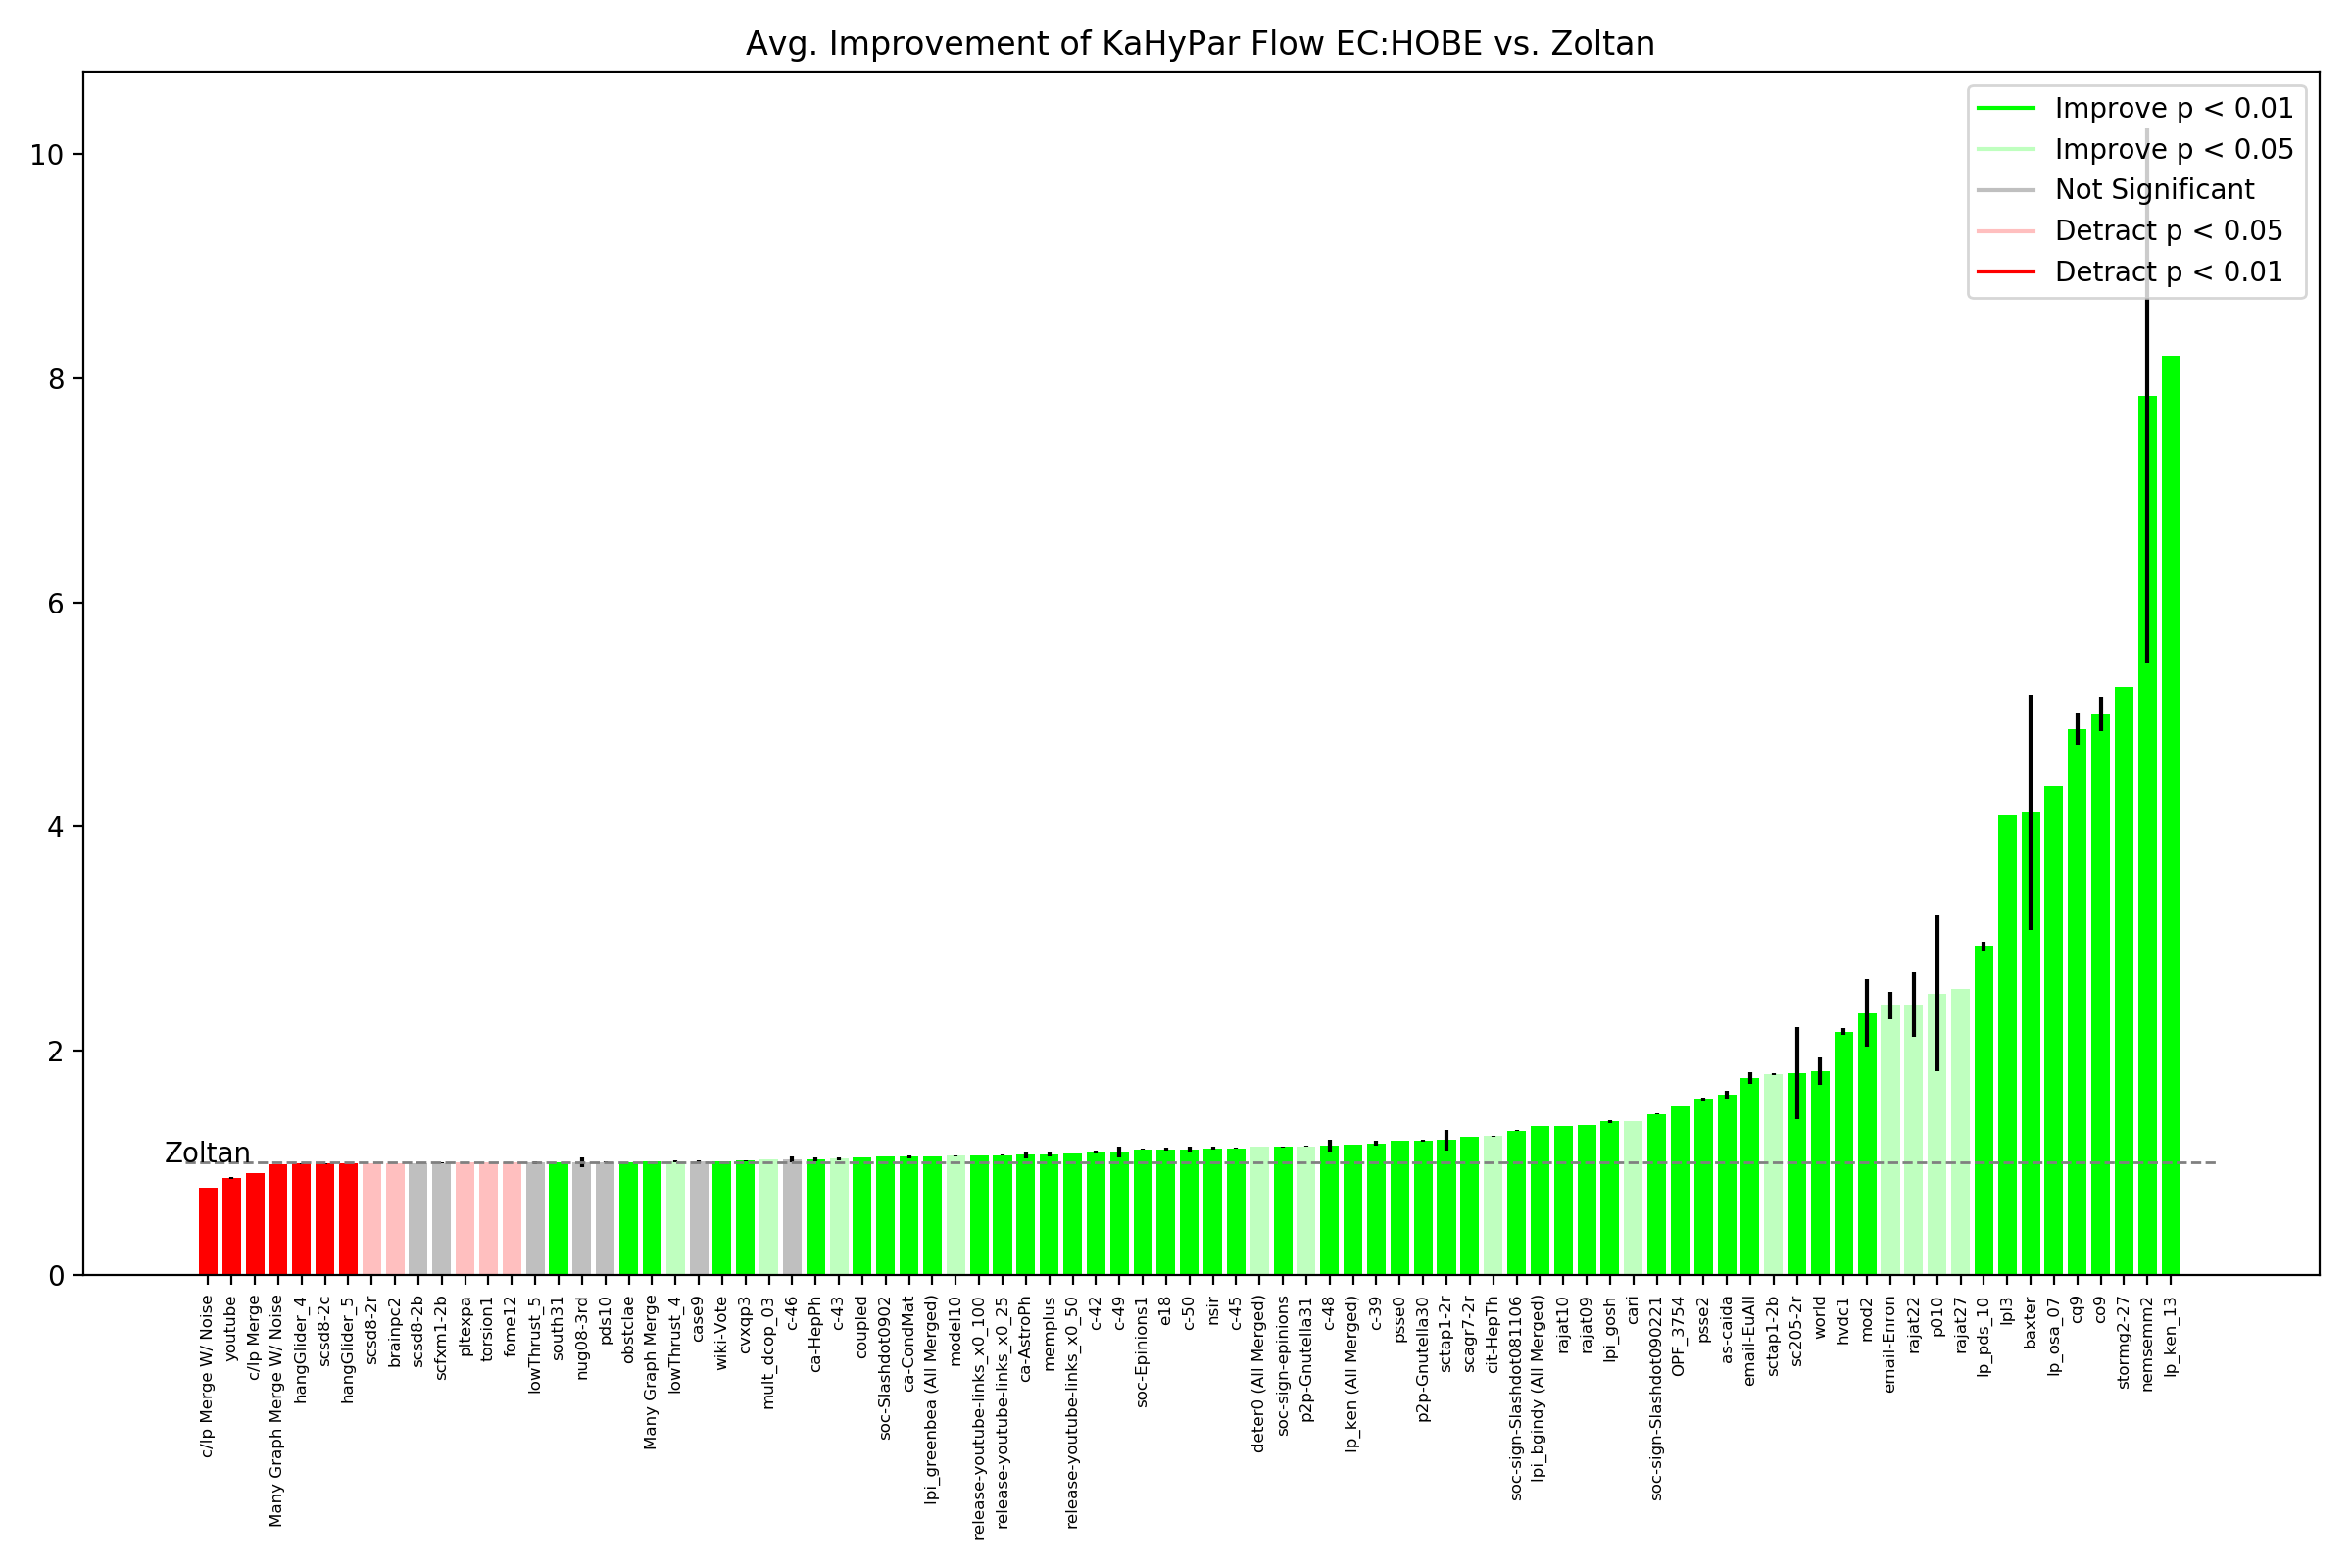 Avg. Improvement of KaHyPar Flow EC:HOBE vs. Zoltan
Improve p < 0.01
Improve p < 0.05
Not Significant
Detract p < 0.05
Detract p < 0.01
10
8
6
4
2
0
Zoltan
c/lp Merge W/ Noise
youtube
c/lp Merge
Many Graph Merge W/ Noise
hangGlider_4
scsd8-2c
hangGlider_5
scsd8-2r
brainpc2
scsd8-2b
scfxm1-2b
pltexpa
torsion1
fome12
lowThrust_5
south31
nug08-3rd
pds10
obstclae
Many Graph Merge
lowThrust_4
case9
wiki-Vote
cvxqp3
mult_dcop_03
c-46
ca-HepPh
c-43
coupled
soc-Slashdot0902
ca-CondMat
lpi_greenbea (All Merged)
model10
release-youtube-links_x0_100
release-youtube-links_x0_25
ca-AstroPh
memplus
release-youtube-links_x0_50
c-42
c-49
soc-Epinions1
e18
c-50
nsir
c-45
deter0 (All Merged)
soc-sign-epinions
p2p-Gnutella31
c-48
lp_ken (All Merged)
c-39
psse0
p2p-Gnutella30
sctap1-2r
scagr7-2r
cit-HepTh
soc-sign-Slashdot081106
lpi_bgindy (All Merged)
rajat10
rajat09
lpi_gosh
cari
soc-sign-Slashdot090221
OPF_3754
psse2
as-caida
email-EuAll
sctap1-2b
sc205-2r
world
hvdc1
mod2
email-Enron
rajat22
p010
rajat27
lp_pds_10
lpl3
baxter
lp_osa_07
cq9
co9
stormg2-27
nemsemm2
lp_ken_13